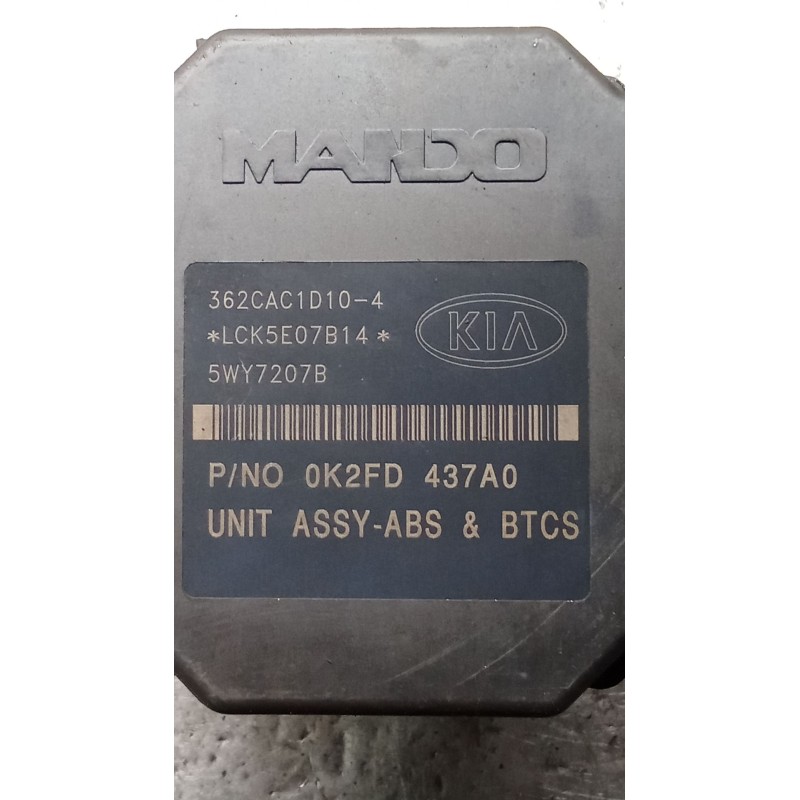 MANDO
362CAC1D10-4
*LCK5E07B14*
KIA
5WY7207B
P/NO 0K2FD 437A0
UNIT ASSY-ABS & BTCS